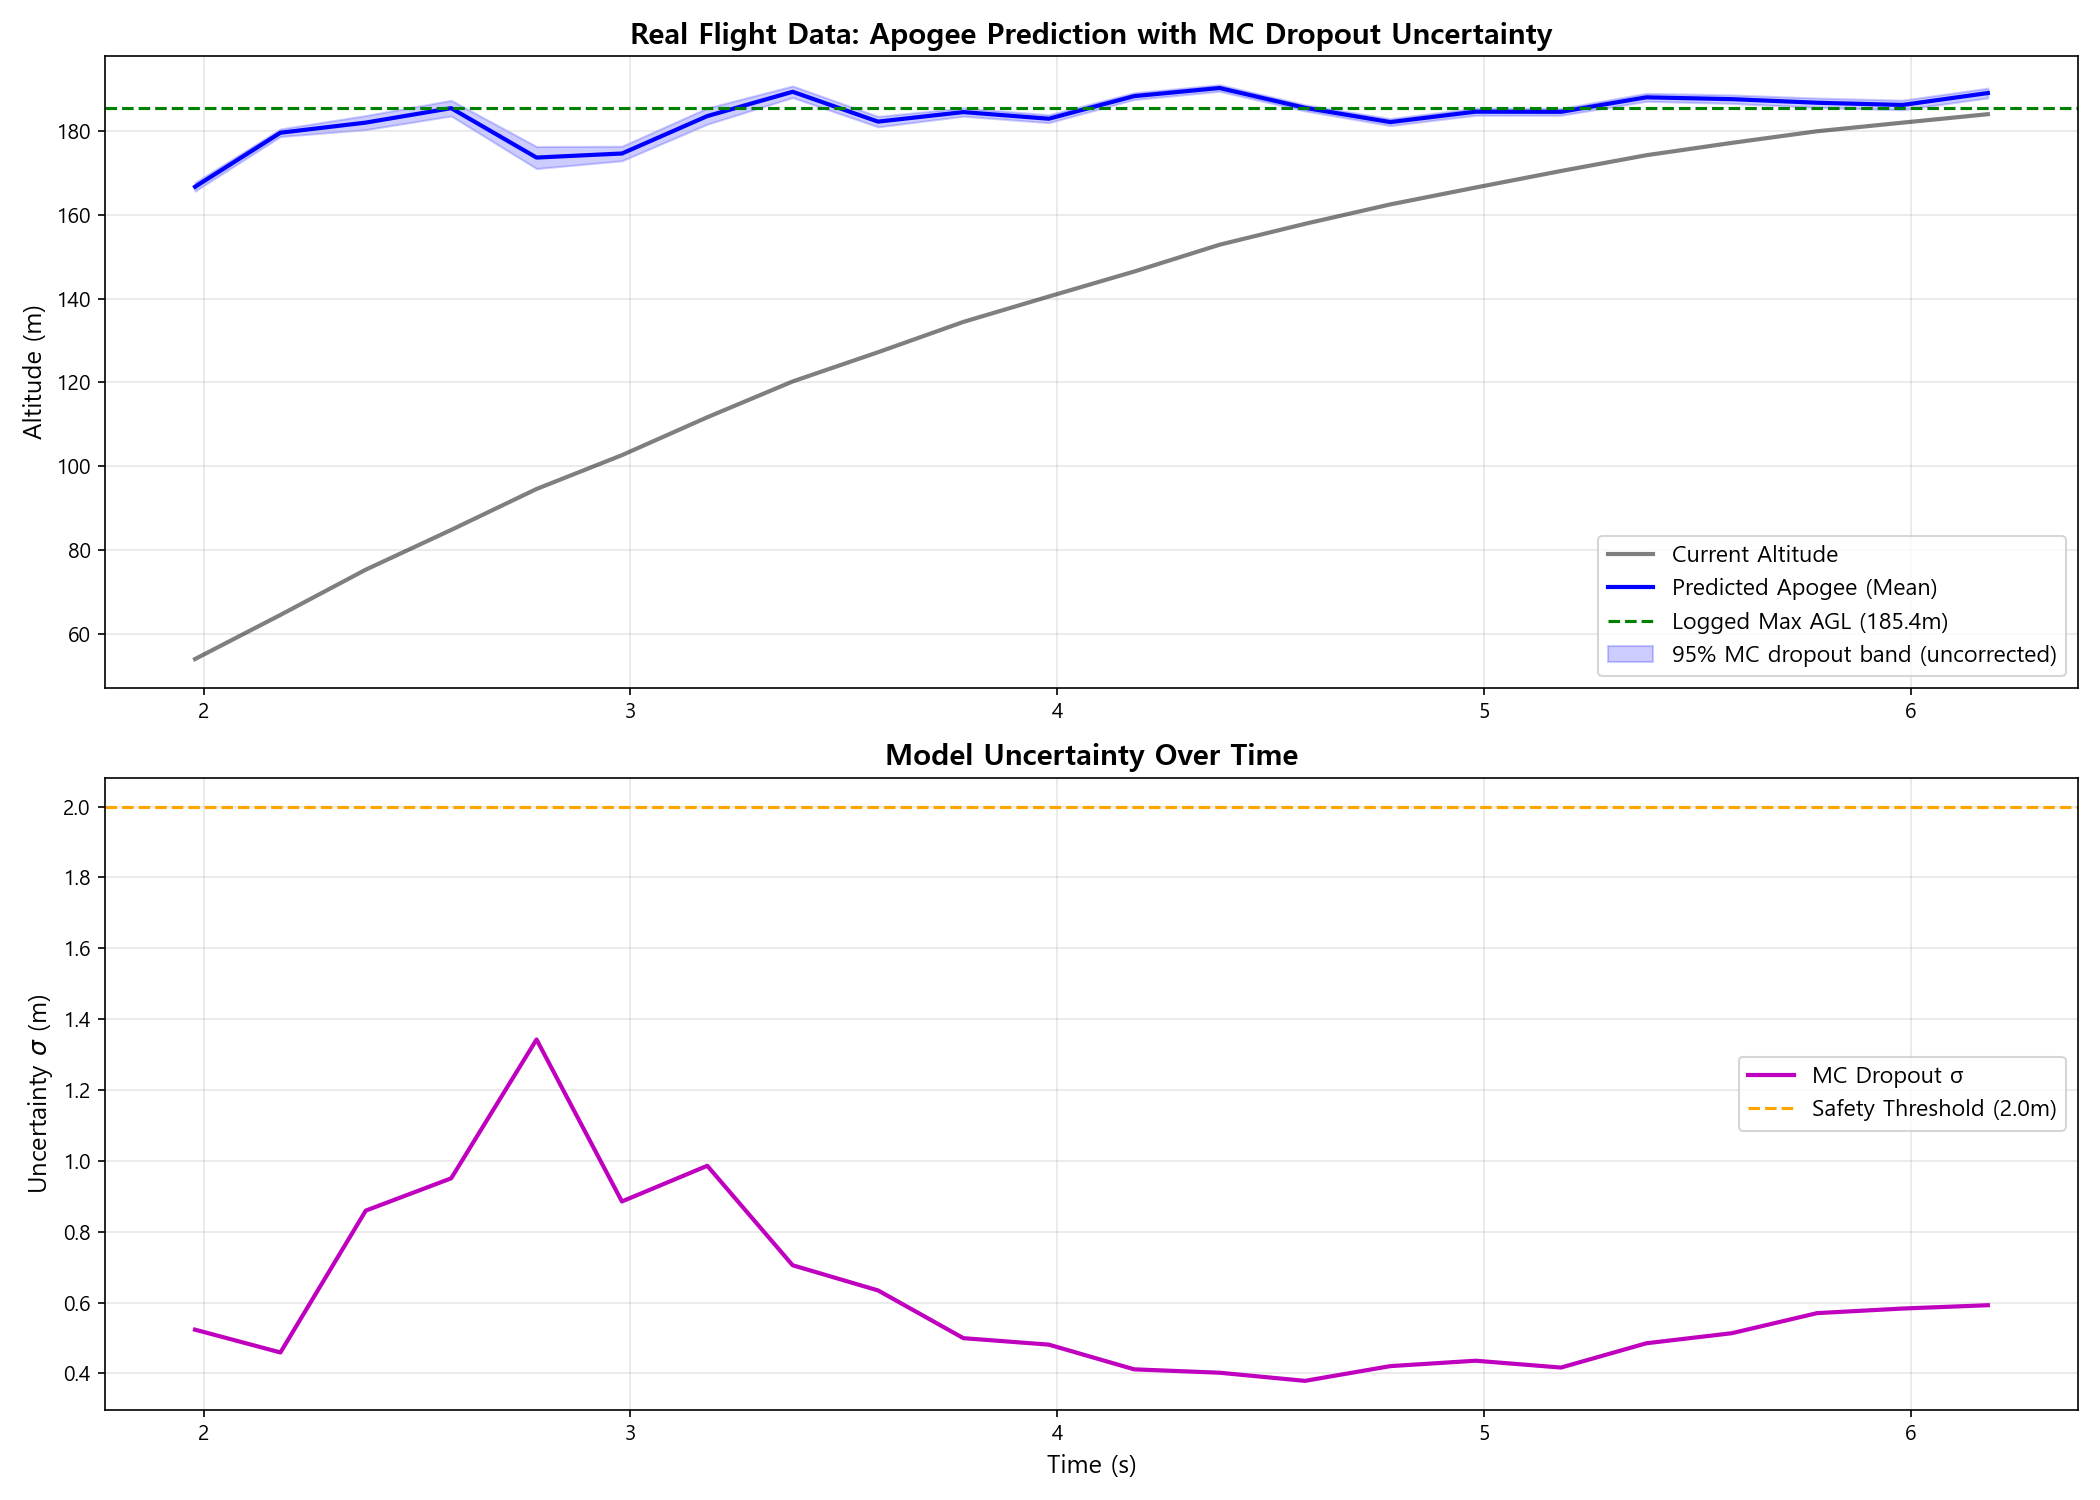 Real Flight Data: Apogee Prediction with MC Dropout Uncertainty
Altitude (m)
180
160
140
120
100
80
60
2
3
4
5
6
Current Altitude
Predicted Apogee (Mean)
Logged Max AGL (185.4m)
95% MC dropout band (uncorrected)
Model Uncertainty Over Time
Uncertainty σ (m)
2.0
1.8
1.6
1.4
1.2
1.0
0.8
0.6
0.4
MC Dropout σ
Safety Threshold (2.0m)
2
3
4
5
6
Time (s)